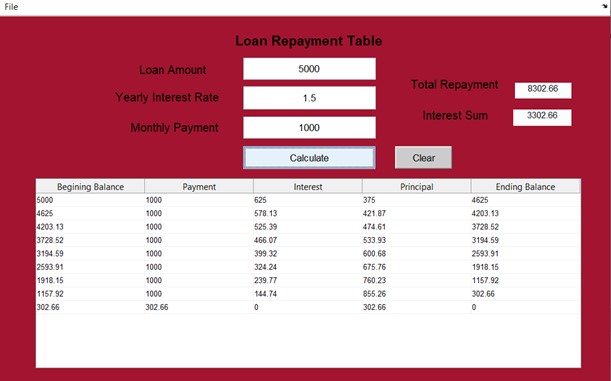 File
Loan Repayment Table
Loan Amount 5000
Total Repayment 8302.66
Yearly Interest Rate 1.5
Interest Sum 3302.66
Monthly Payment 1000
Calculate Clear
Begining Balance Payment Interest Principal Ending Balance
5000 1000 625 375 4625
4625 1000 578.13 421.87 4203.13
4203.13 1000 525.39 474.61 3728.52
3728.52 1000 466.07 533.93 3194.59
3194.59 1000 399.32 600.68 2593.91
2593.91 1000 324.24 675.76 1918.15
1918.15 1000 239.77 760.23 1157.92
1157.92 1000 144.74 855.26 302.66
302.66 302.66 0 302.66 0